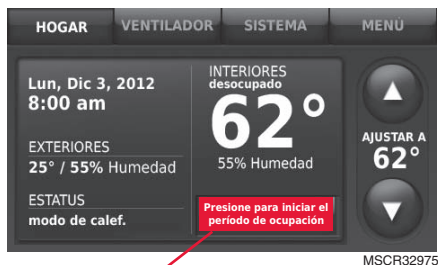 HOGAR VENTILADOR SISTEMA MENÚ
Lun, Dic 3, 2012
8:00 am
EXTERIORES
25° / 55% Humedad
ESTATUS
modo de calef.
INTERIORES
desocupado
62°
55% Humedad
Presione para iniciar el
período de ocupación
AJUSTAR A
62°
MSCR32975